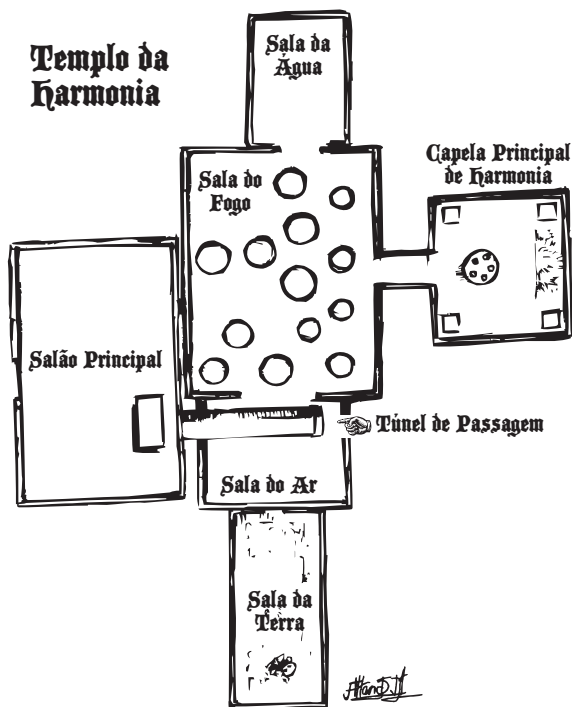 Templo da
Harmonia
Sala da
Água
Sala do
Fogo
Capela Principal
de Harmonia
Salão Principal
Túnel de Passagem
Sala do Ar
Sala da
Terra